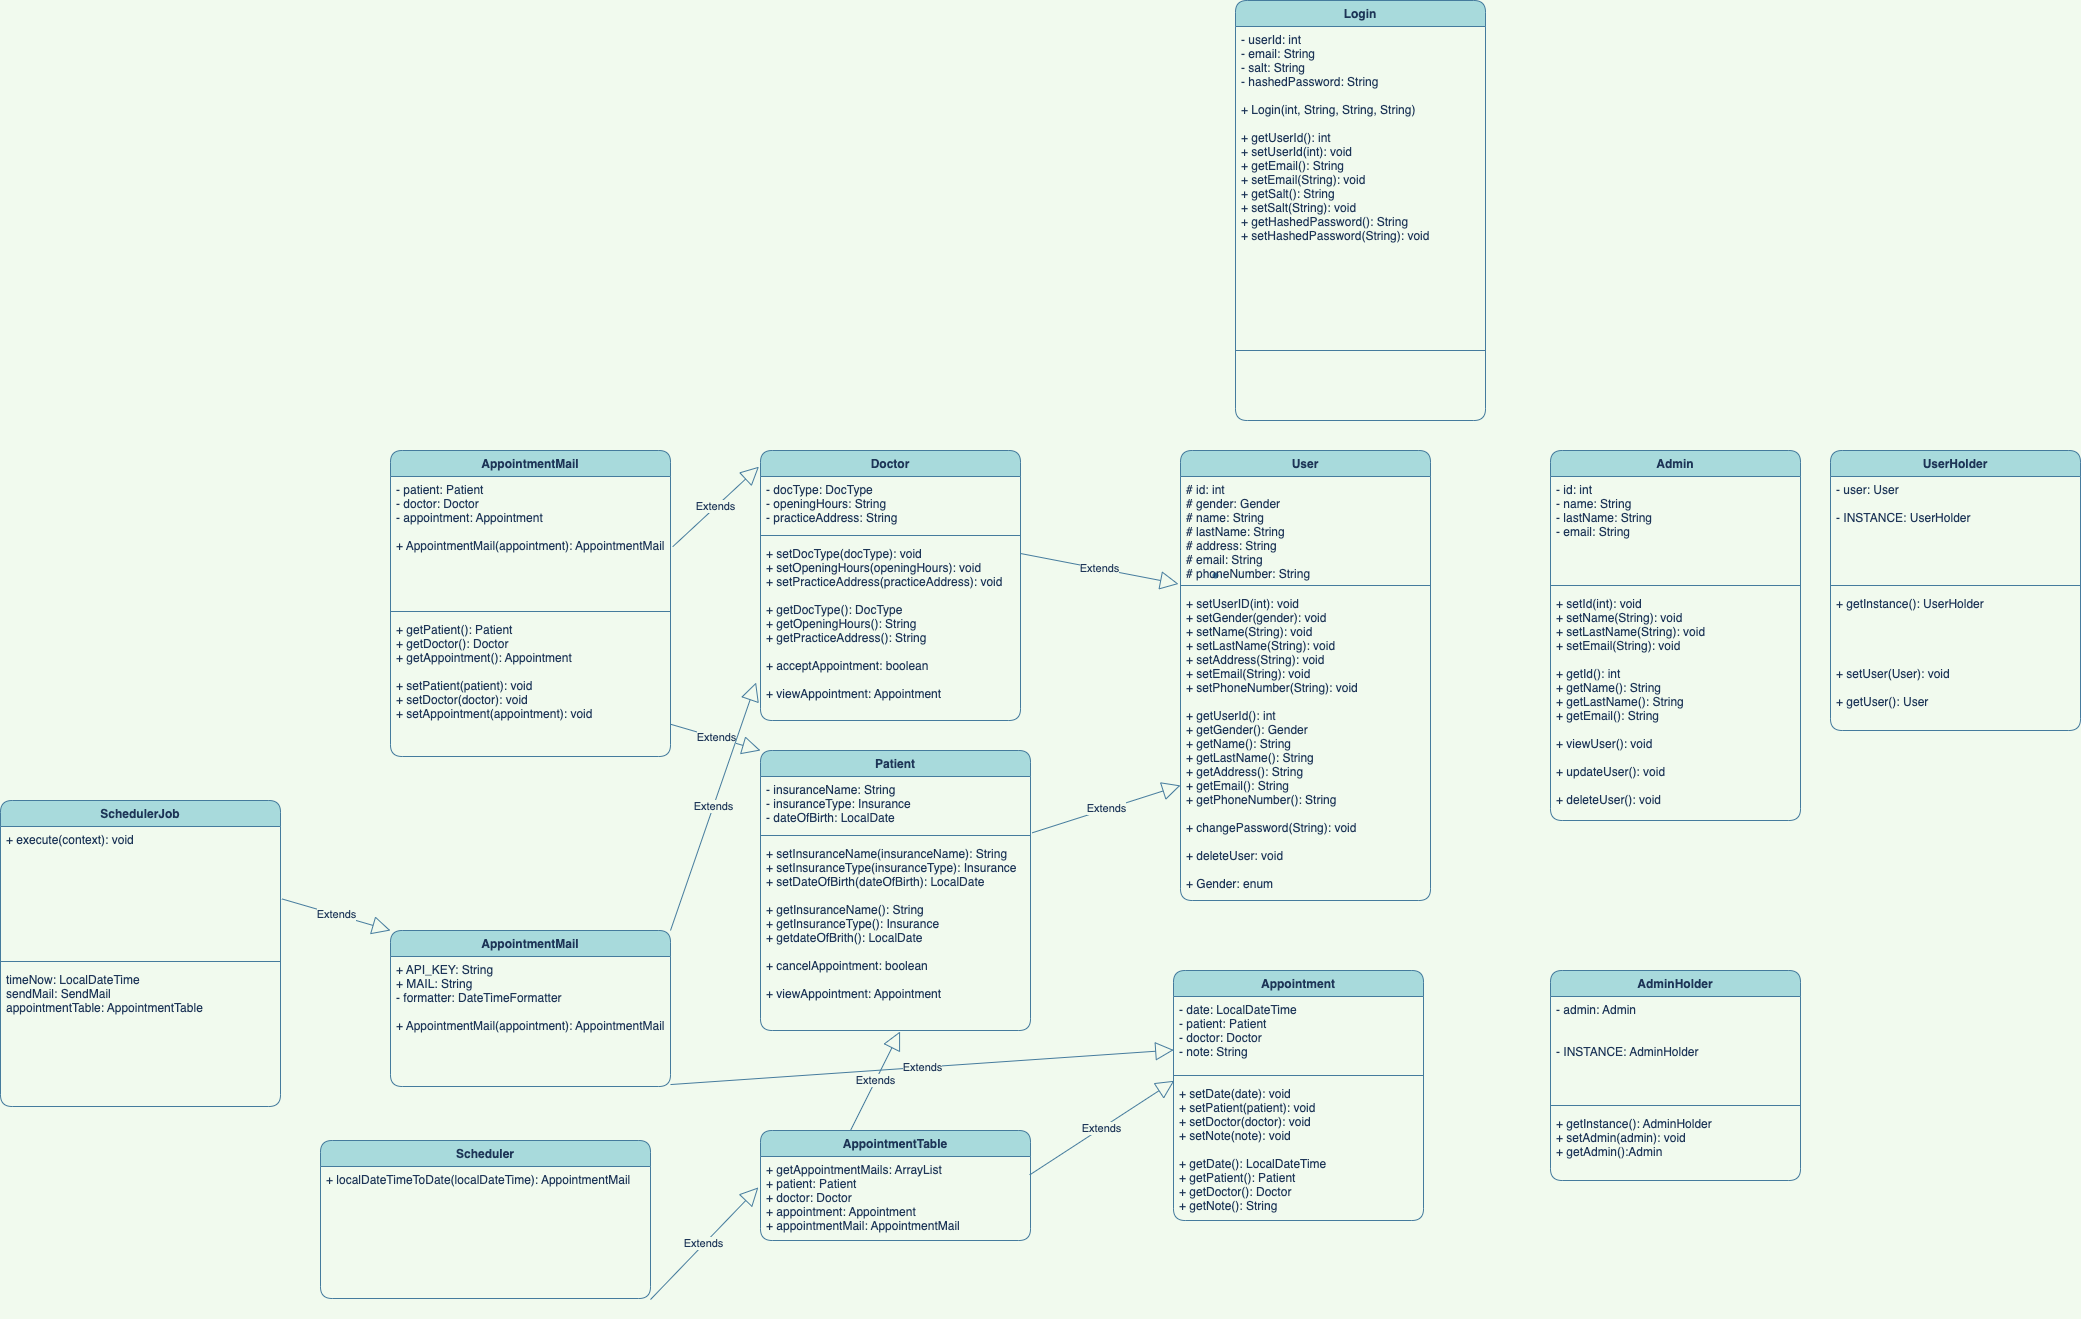 Login
- userId: int
- email: String
- salt: String
- hashedPassword: String
+ Login(int, String, String, String)
+ getUserId(): int
+ setUserId(int): void
+ getEmail(): String
+ setEmail(String): void
+ getSalt(): String
+ setSalt(String): void
+ getHashedPassword(): String
+ setHashedPassword(String): void
AppointmentMail
- patient: Patient
- doctor: Doctor
- appointment: Appointment
+ AppointmentMail(appointment): AppointmentMail
+ getPatient(): Patient
+ getDoctor(): Doctor
+ getAppointment(): Appointment
+ setPatient(patient): void
+ setDoctor(doctor): void
+ setAppointment(appointment): void
Extends
Extends
Extends
Doctor
- docType: DocType
- openingHours: String
- practiceAddress: String
+ setDocType(docType): void
+ setOpeningHours(openingHours): void
+ setPracticeAddress(practiceAddress): void
+ getDocType(): DocType
+ getOpeningHours(): String
+ getPracticeAddress(): String
+ acceptAppointment: boolean
+ viewAppointment: Appointment
Extends
User
# id: int
# gender: Gender
# name: String
# lastName: String
# address: String
# email: String
# phoneNumber: String
+ setUserID(int): void
+ setGender(gender): void
+ setName(String): void
+ setLastName(String): void
+ setAddress(String): void
+ setEmail(String): void
+ setPhoneNumber(String): void
+ getUserId(): int
+ getGender(): Gender
+ getName(): String
+ getLastName(): String
+ getAddress(): String
+ getEmail(): String
+ getPhoneNumber(): String
+ changePassword(String): void
+ deleteUser: void
+ Gender: enum
Admin
- id: int
- name: String
- lastName: String
- email: String
+ setId(int): void
+ setName(String): void
+ setLastName(String): void
+ setEmail(String): void
+ getId(): int
+ getName(): String
+ getLastName(): String
+ getEmail(): String
+ viewUser(): void
+ updateUser(): void
+ deleteUser(): void
UserHolder
- user: User
- INSTANCE: UserHolder
+ getInstance(): UserHolder
+ setUser(User): void
+ getUser(): User
Patient
- insuranceName: String
- insuranceType: Insurance
- dateOfBirth: LocalDate
+ setInsuranceName(insuranceName): String
+ setInsuranceType(insuranceType): Insurance
+ setDateOfBirth(dateOfBirth): LocalDate
+ getInsuranceName(): String
+ getInsuranceType(): Insurance
+ getdateOfBrith(): LocalDate
+ cancelAppointment: boolean
+ viewAppointment: Appointment
Extends
SchedulerJob
+ execute(context): void
timeNow: LocalDateTime
sendMail: SendMail
appointmentTable: AppointmentTable
Extends
AppointmentMail
+ API_KEY: String
+ MAIL: String
- formatter: DateTimeFormatter
+ AppointmentMail(appointment): AppointmentMail
Extends
Extends
Appointment
- date: LocalDateTime
- patient: Patient
- doctor: Doctor
- note: String
+ setDate(date): void
+ setPatient(patient): void
+ setDoctor(doctor): void
+ setNote(note): void
+ getDate(): LocalDateTime
+ getPatient(): Patient
+ getDoctor(): Doctor
+ getNote(): String
AdminHolder
- admin: Admin
- INSTANCE: AdminHolder
+ getInstance(): AdminHolder
+ setAdmin(admin): void
+ getAdmin():Admin
Scheduler
+ localDateTimeToDate(localDateTime): AppointmentMail
Extends
AppointmentTable
+ getAppointmentMails: ArrayList
+ patient: Patient
+ doctor: Doctor
+ appointment: Appointment
+ appointmentMail: AppointmentMail
Extends